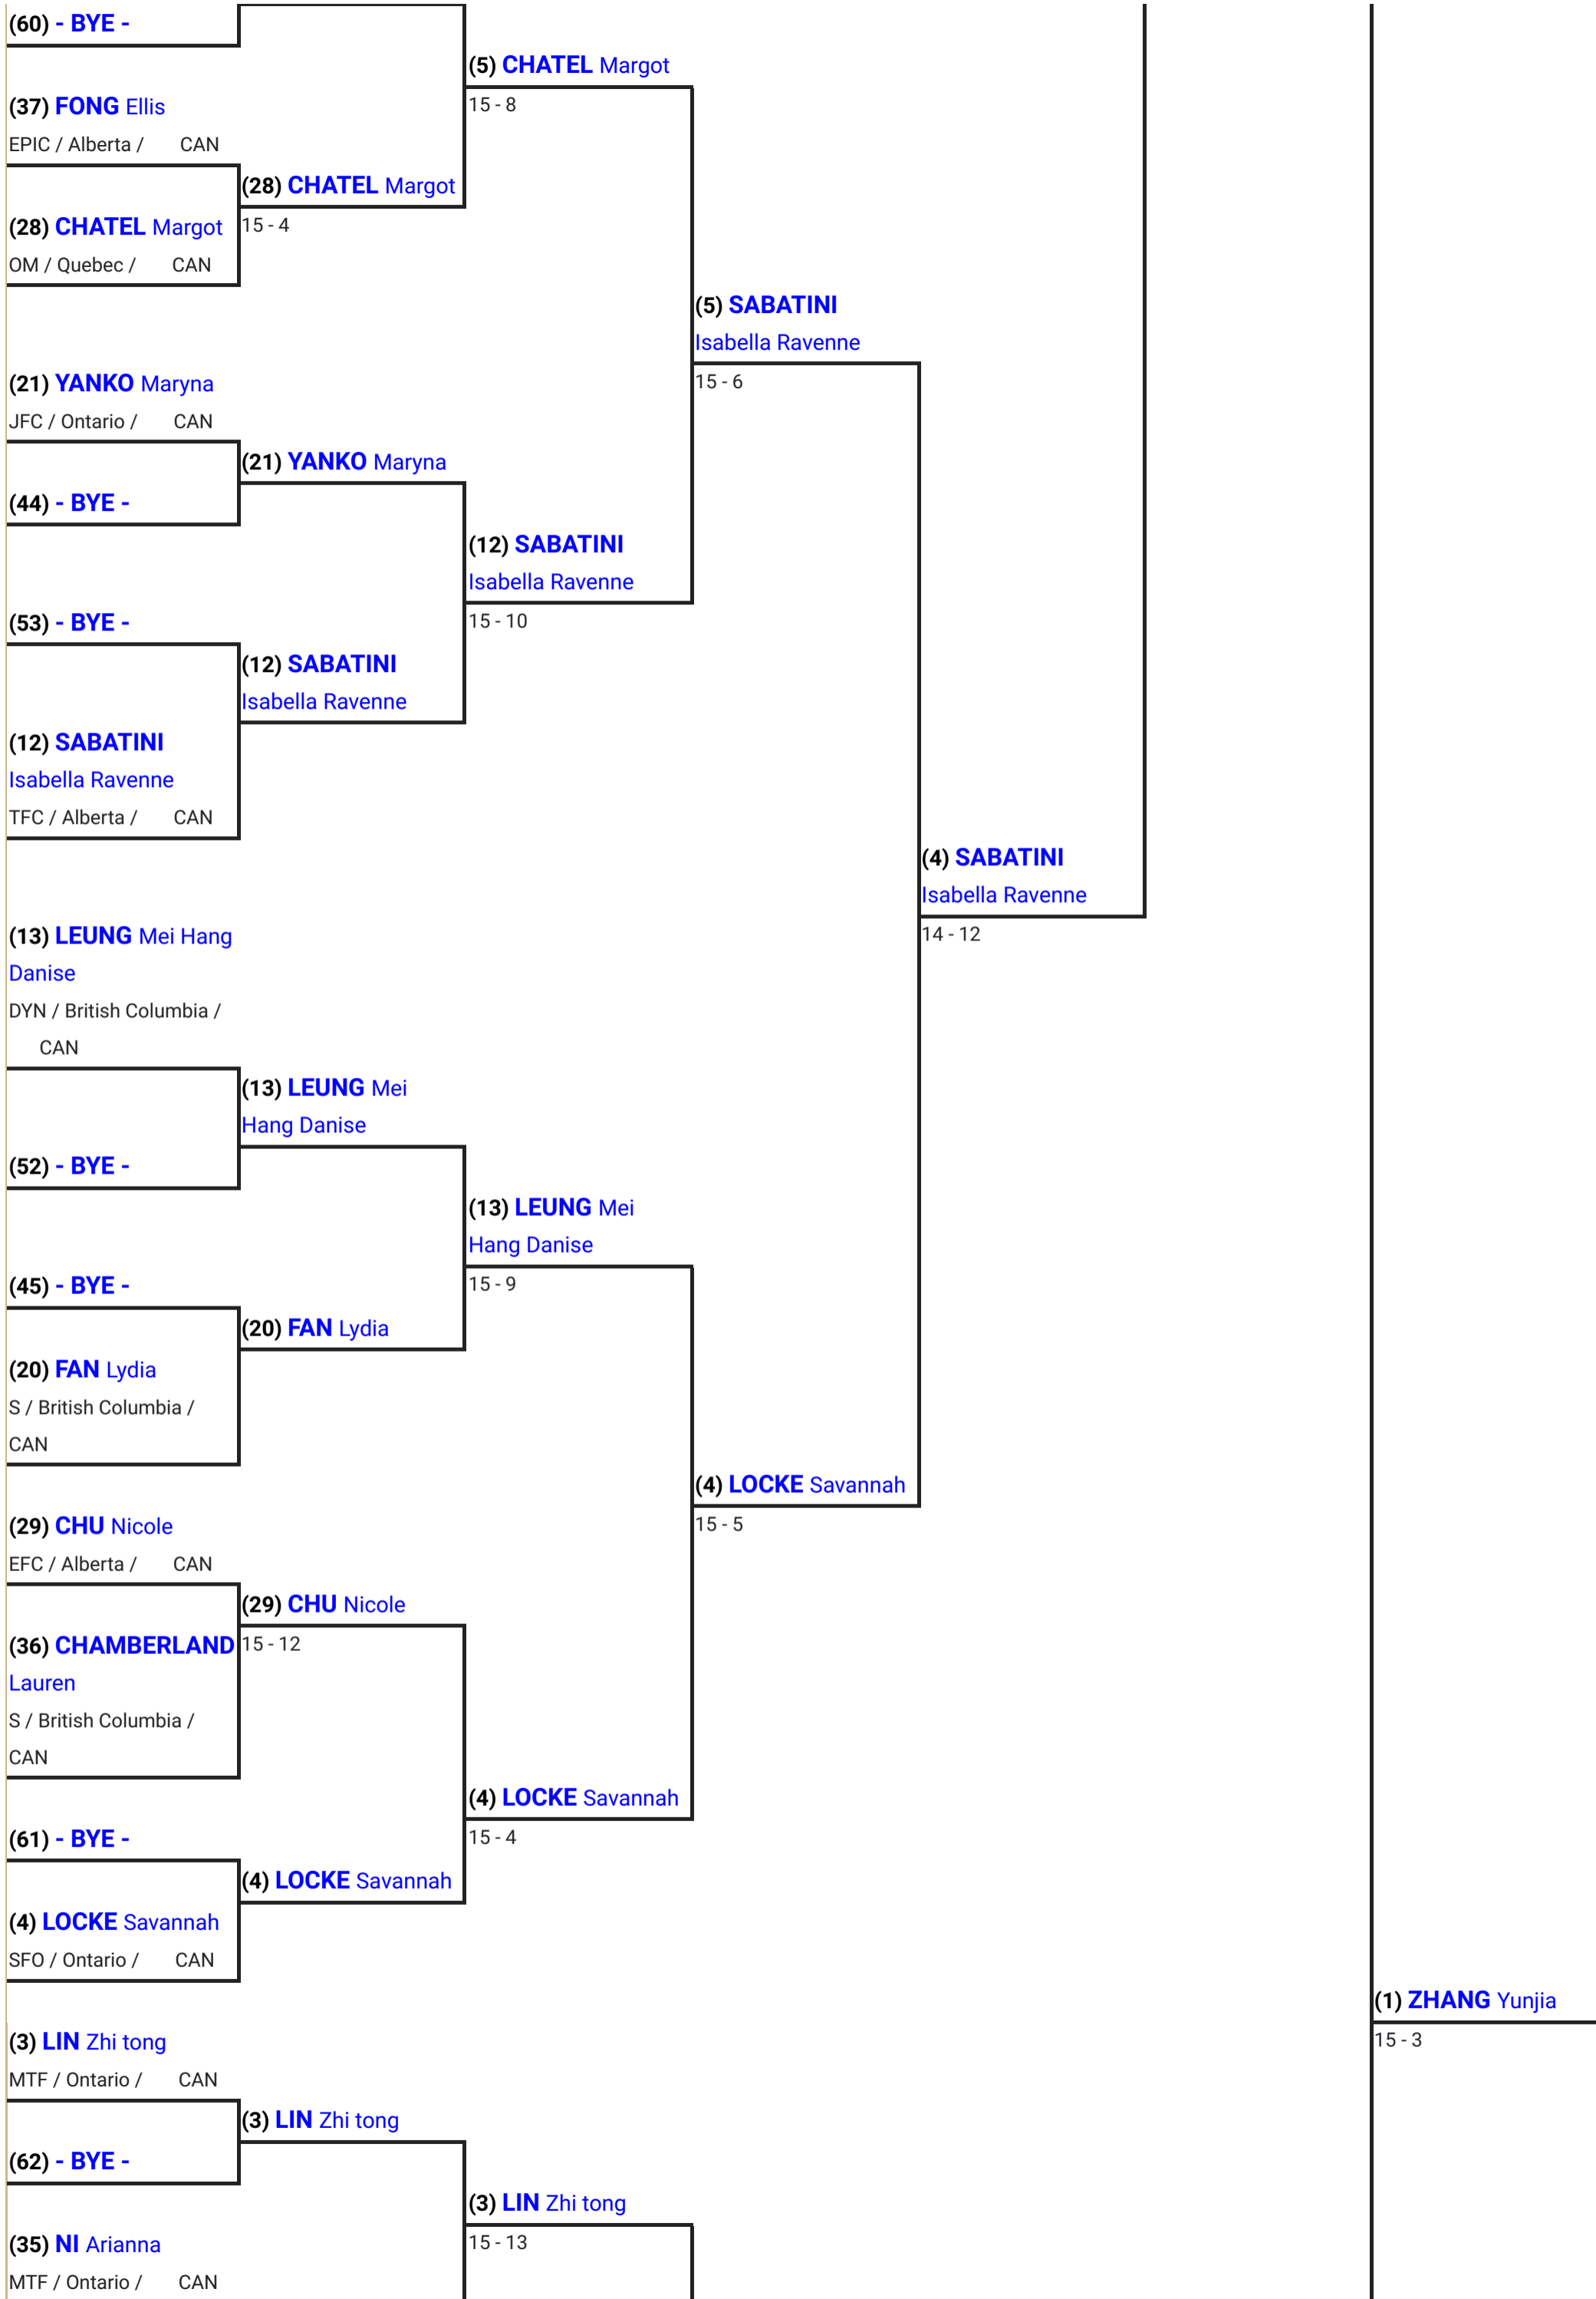 (60) - BYE -
(5) CHATEL Margot
15 - 8
(37) FONG Ellis
EPIC / Alberta / CAN
(28) CHATEL Margot
15 - 4
(28) CHATEL Margot
OM / Quebec / CAN
(5) SABATINI
Isabella Ravenne
15 - 6
(21) YANKO Maryna
JFC / Ontario / CAN
(21) YANKO Maryna
(44) - BYE -
(12) SABATINI
Isabella Ravenne
15 - 10
(53) - BYE -
(12) SABATINI
Isabella Ravenne
(12) SABATINI
Isabella Ravenne
TFC / Alberta / CAN
(4) SABATINI
Isabella Ravenne
14 - 12
(13) LEUNG Mei Hang
Danise
DYN / British Columbia /
CAN
(13) LEUNG Mei
Hang Danise
(52) - BYE -
(13) LEUNG Mei
Hang Danise
15 - 9
(45) - BYE -
(20) FAN Lydia
(20) FAN Lydia
S / British Columbia /
CAN
(4) LOCKE Savannah
15 - 5
(29) CHU Nicole
EFC / Alberta / CAN
(29) CHU Nicole
15 - 12
(36) CHAMBERLAND
Lauren
S / British Columbia /
CAN
(4) LOCKE Savannah
15 - 4
(61) - BYE -
(4) LOCKE Savannah
(4) LOCKE Savannah
SFO / Ontario / CAN
(1) ZHANG Yunjia
15 - 3
(3) LIN Zhi tong
MTF / Ontario / CAN
(3) LIN Zhi tong
(62) - BYE -
(3) LIN Zhi tong
15 - 13
(35) NI Arianna
MTF / Ontario / CAN